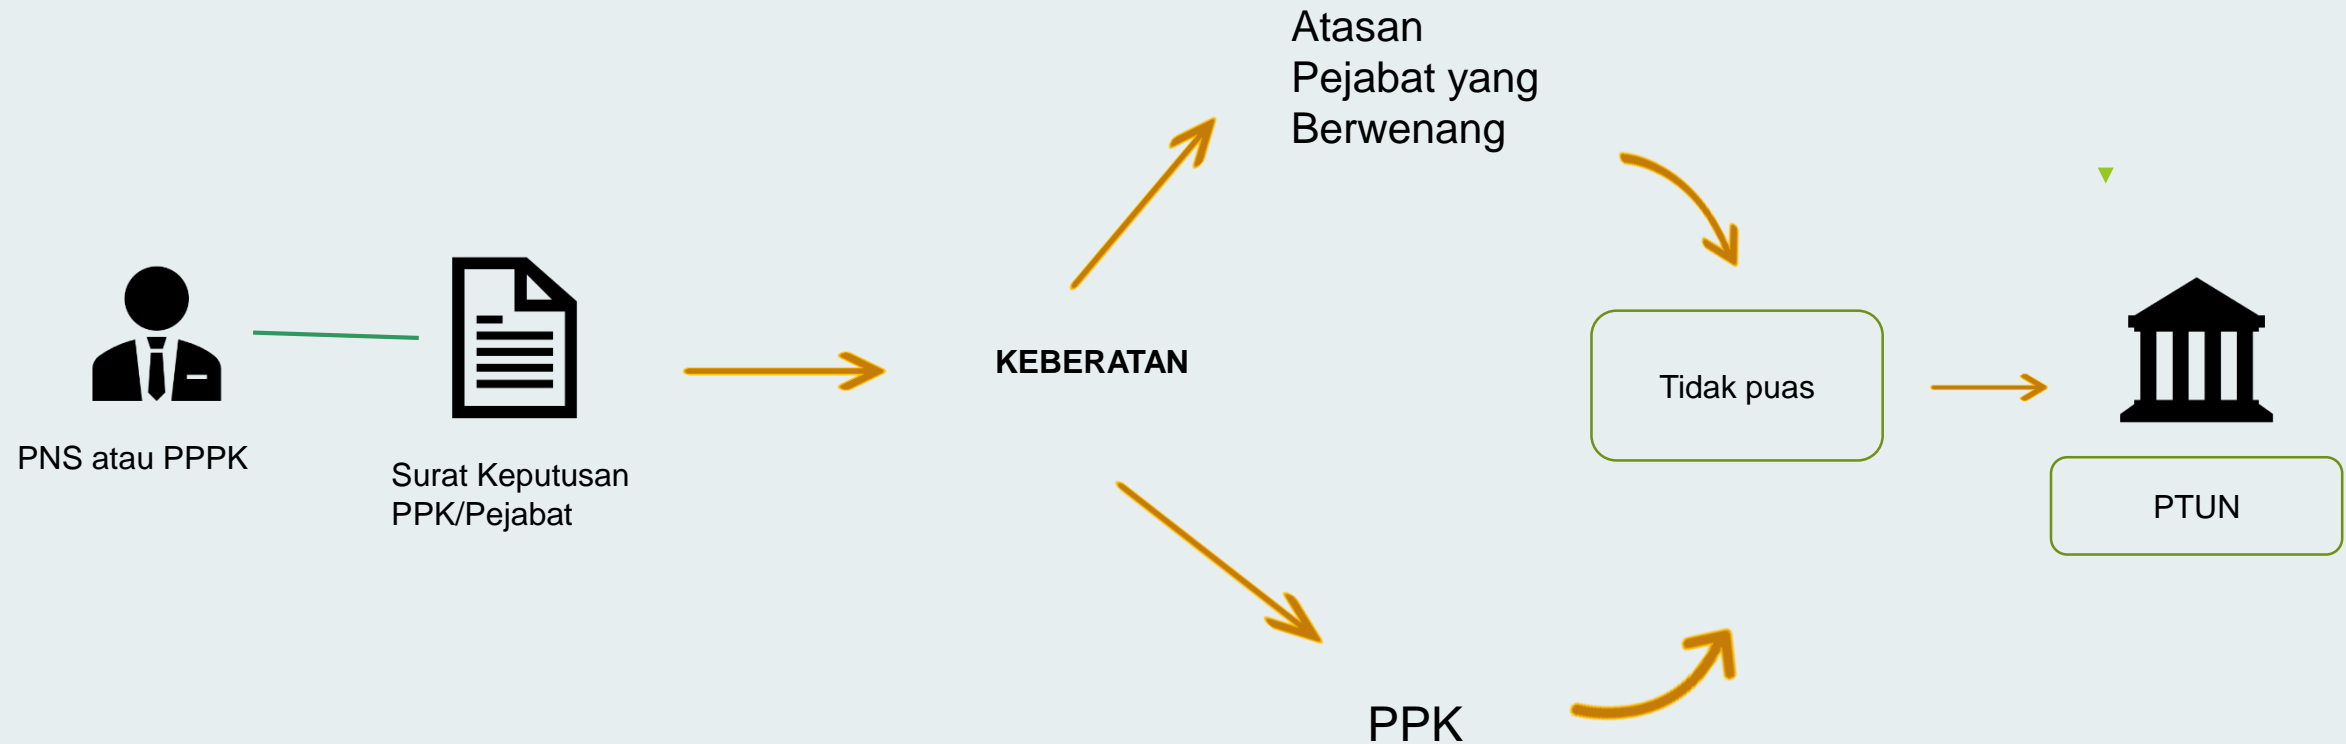 PNS atau PPPK
Surat Keputusan
PPK/Pejabat
KEBERATAN
Atasan
Pejabat yang
Berwenang
PPK
Tidak puas
PTUN